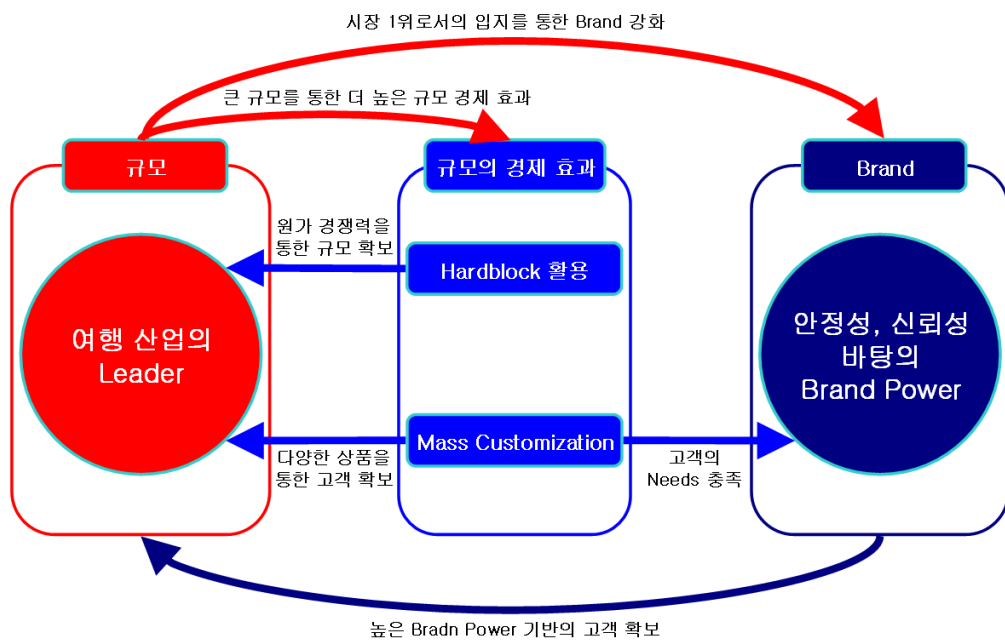 시장 1위로서의 입지를 통한 Brand 강화
큰 규모를 통한 더 높은 규모 경제 효과
규모
규모의 경제 효과
Brand
원가 경쟁력을
통한 규모 확보
Hardblock 활용
여행 산업의
Leader
안정성, 신뢰성
바탕의
Brand Power
Mass Customization
다양한 상품을
통한 고객 확보
고객의
Needs 충족
높은 Bradn Power 기반의 고객 확보